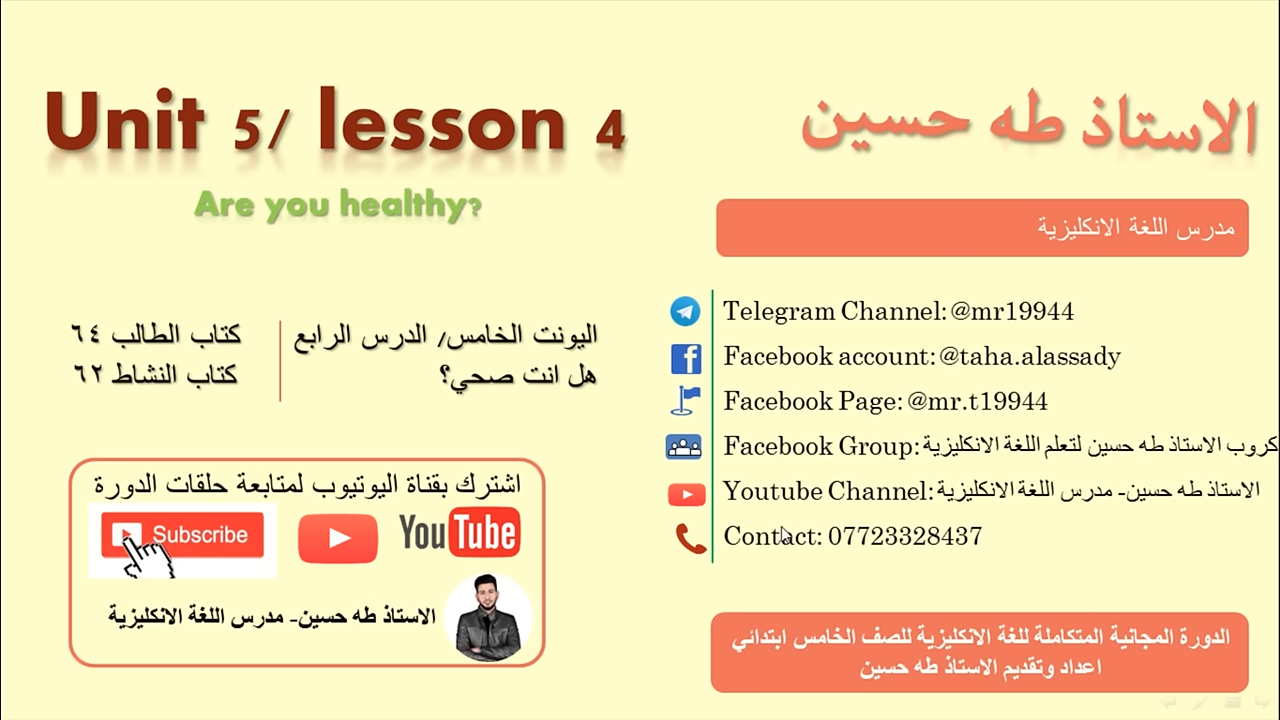 Unit 5/ lesson 4
Are you healthy?
اليونت الخامس/ الدرس الرابع
هل انت صحي؟
كتاب الطالب ٦٤
كتاب النشاط ٦٢
اشترك بقناة اليوتيوب لمتابعة حلقات الدورة
Subscribe
YouTube
الاستاذ طه حسين- مدرس اللغة الانكليزية
الاستاذ طه حسين
مدرس اللغة الانكليزية
Telegram Channel: @mr19944
Facebook account: @taha.alassady
Facebook Page: @mr.t19944
Facebook Group: كروب الاستاذ طه حسين لتعلم اللغة الانكليزية
Youtube Channel: الاستاذ طه حسين- مدرس اللغة الانكليزية
Contact: 07723328437
الدورة المجانية المتكاملة للغة الانكليزية للصف الخامس ابتدائي
اعداد وتقديم الاستاذ طه حسين